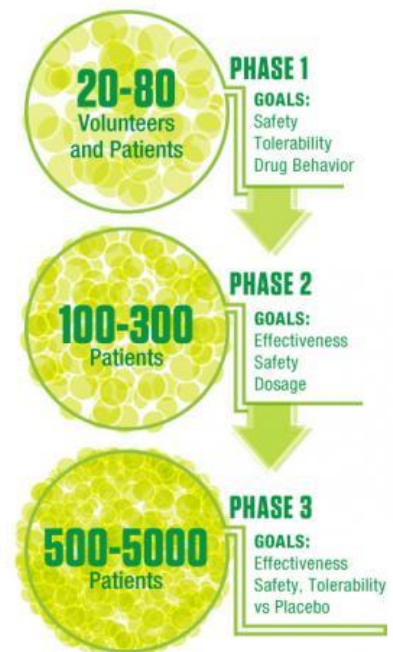 20-80
Volunteers
and Patients
PHASE 1
GOALS:
Safety
Tolerability
Drug Behavior
100-300
Patients
PHASE 2
GOALS:
Effectiveness
Safety
Dosage
500-5000
Patients
PHASE 3
GOALS:
Effectiveness
Safety, Tolerability
vs Placebo